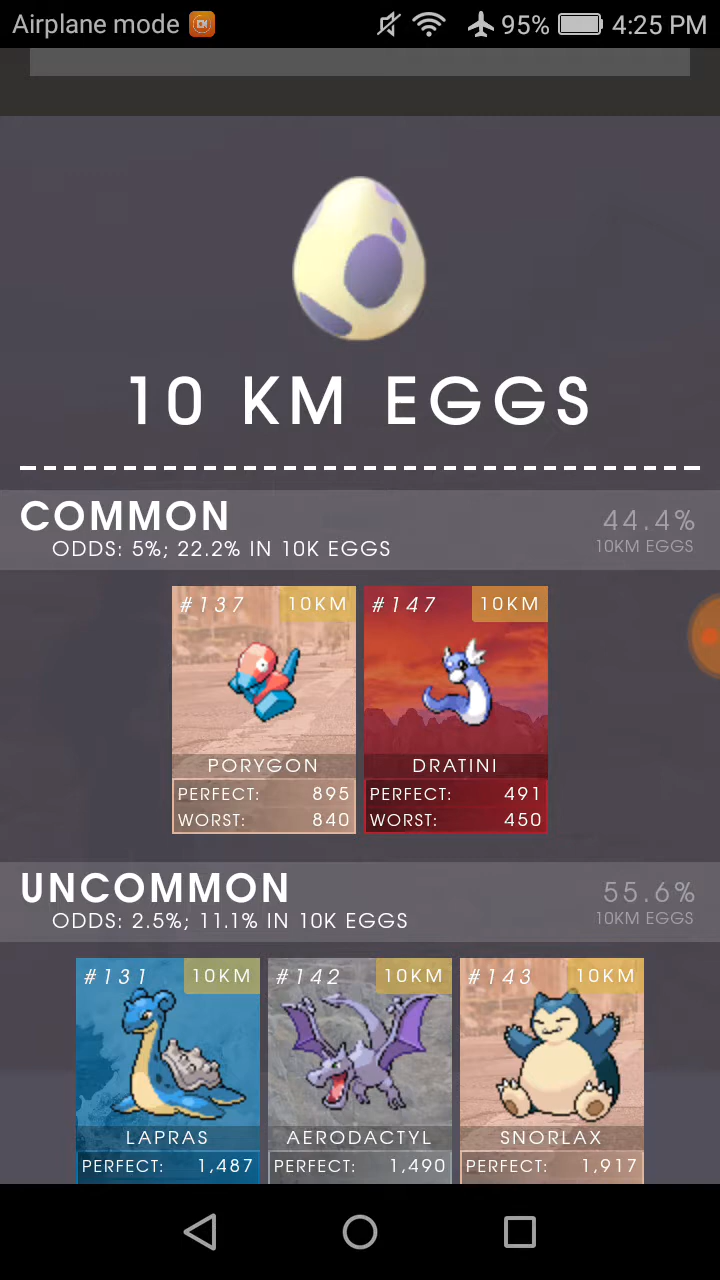 Airplane mode 95% 4:25 PM
10 KM EGGS
COMMON 44.4%
ODDS: 5%; 22.2% IN 10K EGGS 10KM EGGS
#137 10KM #147 10KM
PORYGON DRATINI
PERFECT: 895 PERFECT: 491
WORST: 840 WORST: 450
UNCOMMON 55.6%
ODDS: 2.5%; 11.1% IN 10K EGGS 10KM EGGS
#131 10KM #142 10KM #143 10KM
LAPRAS AERODACTYL SNORLAX
PERFECT: 1,487 PERFECT: 1,490 PERFECT: 1,917